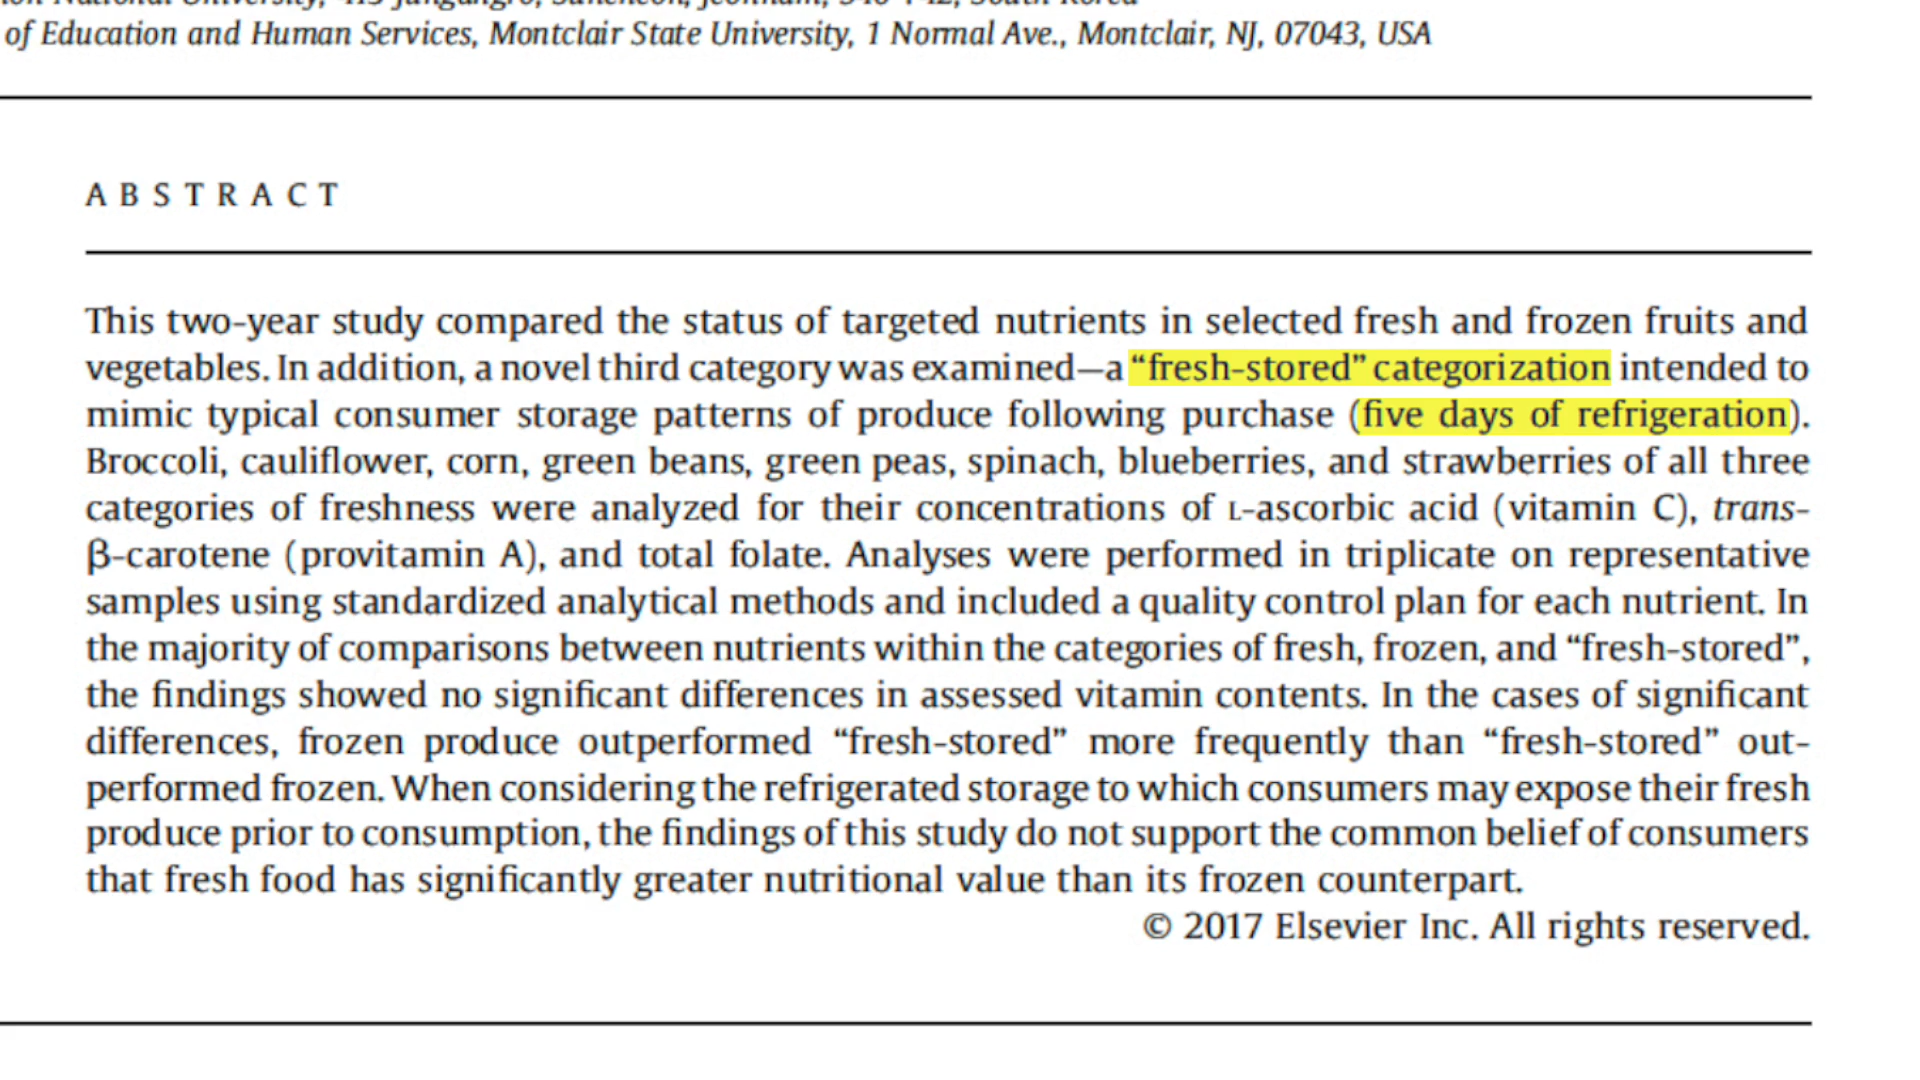 National University, 413 Jungangro, Suncheon, Jeonnam, 540-742, South Korea
of Education and Human Services, Montclair State University, 1 Normal Ave., Montclair, NJ, 07043, USA
ABSTRACT
This two-year study compared the status of targeted nutrients in selected fresh and frozen fruits and
vegetables. In addition, a novel third category was examined—a “fresh-stored” categorization intended to
mimic typical consumer storage patterns of produce following purchase (five days of refrigeration).
Broccoli, cauliflower, corn, green beans, green peas, spinach, blueberries, and strawberries of all three
categories of freshness were analyzed for their concentrations of L-ascorbic acid (vitamin C), trans-
β-carotene (provitamin A), and total folate. Analyses were performed in triplicate on representative
samples using standardized analytical methods and included a quality control plan for each nutrient. In
the majority of comparisons between nutrients within the categories of fresh, frozen, and “fresh-stored”,
the findings showed no significant differences in assessed vitamin contents. In the cases of significant
differences, frozen produce outperformed “fresh-stored” more frequently than “fresh-stored” out-
performed frozen. When considering the refrigerated storage to which consumers may expose their fresh
produce prior to consumption, the findings of this study do not support the common belief of consumers
that fresh food has significantly greater nutritional value than its frozen counterpart.
© 2017 Elsevier Inc. All rights reserved.